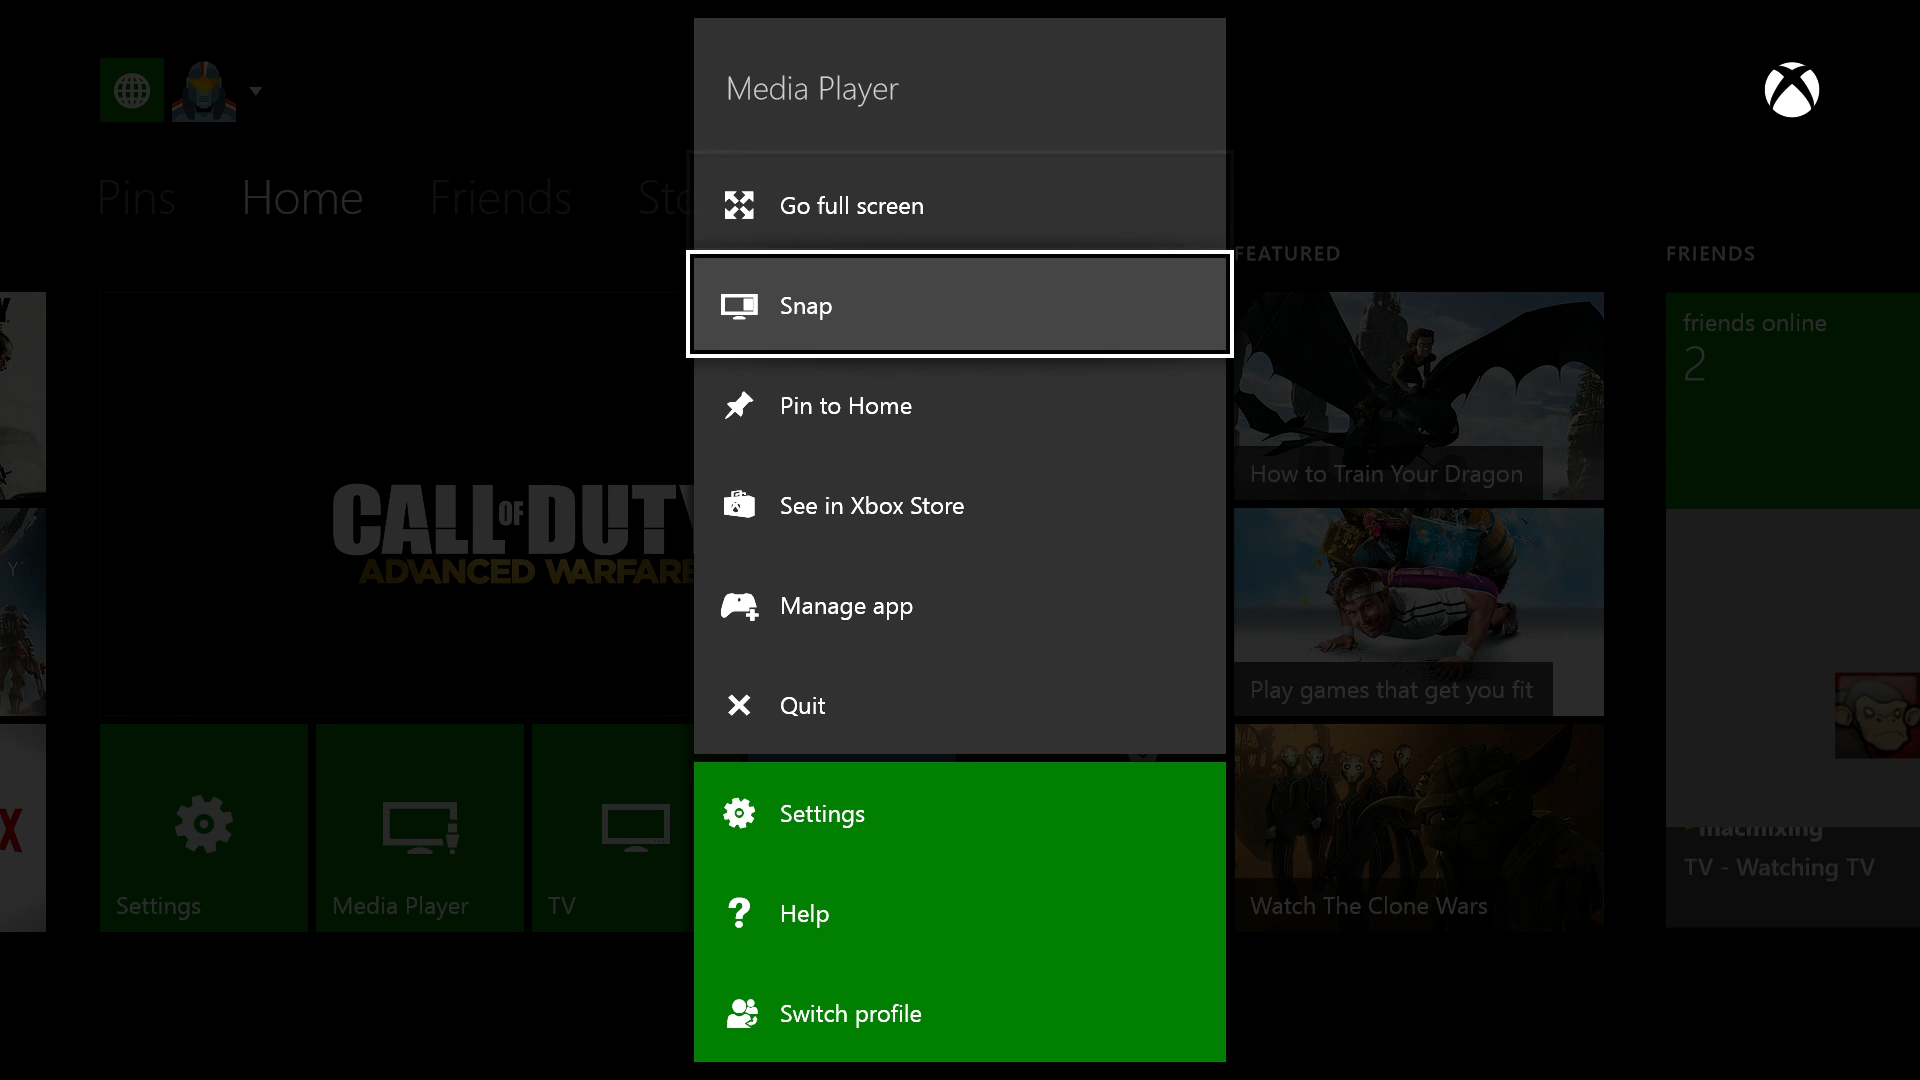 Media Player
Pins
Home
Friends
Go full screen
Snap
Pin to Home
See in Xbox Store
Manage app
Quit
Settings
Help
Switch profile
CALL OF DUTY
ADVANCED WARFARE
Settings
Media Player
TV
FEATURED
How to Train Your Dragon
Play games that get you fit
Watch The Clone Wars
FRIENDS
friends online
2
macmixing
TV - Watching TV